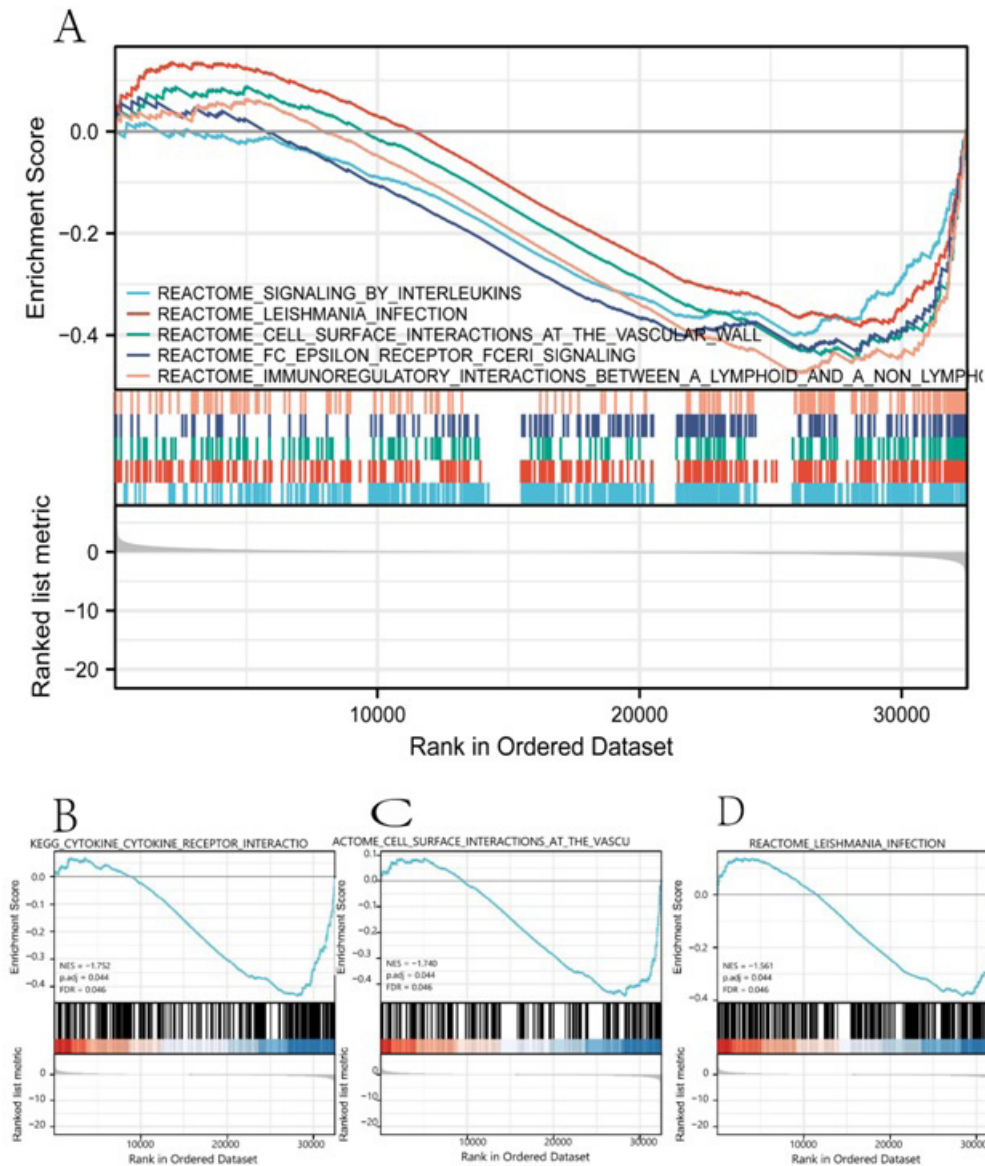 A
Enrichment Score
0.0
−0.2
−0.4
REACTOME_SIGNALING_BY_INTERLEUKINS
REACTOME_LEISHMANIA_INFECTION
REACTOME_CELL_SURFACE_INTERACTIONS_AT_THE_VASCULAR_WALL
REACTOME_FC_EPSILON_RECEPTOR_FCERI_SIGNALING
REACTOME_IMMUNOREGULATORY_INTERACTIONS_BETWEEN_A_LYMPHOID_AND_A_NON_LYMPHO
Ranked list metric
0
−10
−20
10000 20000 30000
Rank in Ordered Dataset
B
KEGG_CYTOKINE_CYTOKINE_RECEPTOR_INTERACTIO
Enrichment Score
0.0
−0.1
−0.2
−0.3
−0.4
NES = −1.752
p.adj = 0.044
FDR = 0.046
Ranked list metric
0
−10
−20
10000 20000 30000
Rank in Ordered Dataset
C
ACTOME_CELL_SURFACE_INTERACTIONS_AT_THE_VASCU
Enrichment Score
0.1
0.0
−0.1
−0.2
−0.3
−0.4
NES = −1.740
p.adj = 0.044
FDR = 0.046
Ranked list metric
0
−10
−20
10000 20000 30000
Rank in Ordered Dataset
D
REACTOME_LEISHMANIA_INFECTION
Enrichment Score
0.0
−0.2
−0.4
NES = −1.561
p.adj = 0.044
FDR = 0.046
Ranked list metric
0
−10
−20
10000 20000 30000
Rank in Ordered Dataset